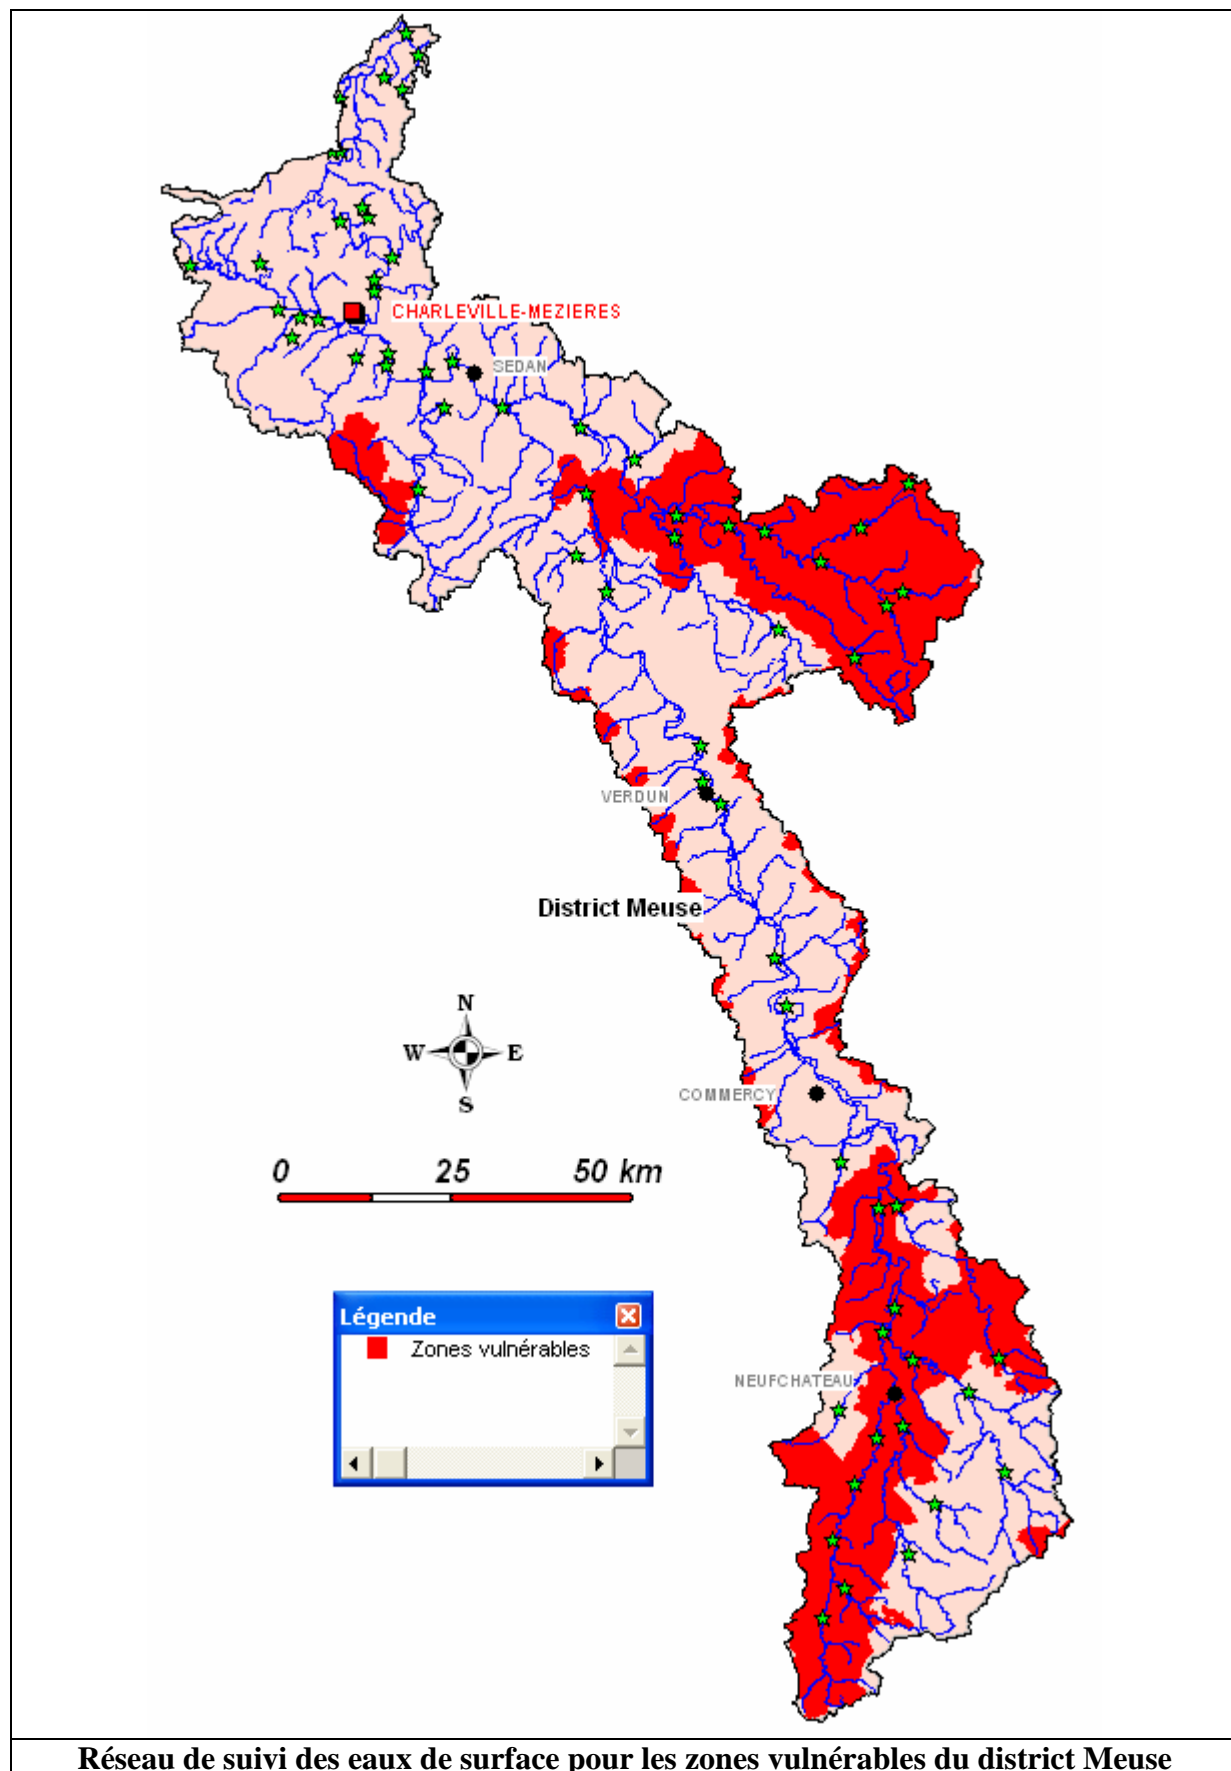 CHARLEVILLE-MEZIERES
SEDAN
VERDUN
District Meuse
N
W E
S
COMMERCY
0 25 50 km
Légende
Zones vulnérables
NEUFCHATEAU
Réseau de suivi des eaux de surface pour les zones vulnérables du district Meuse